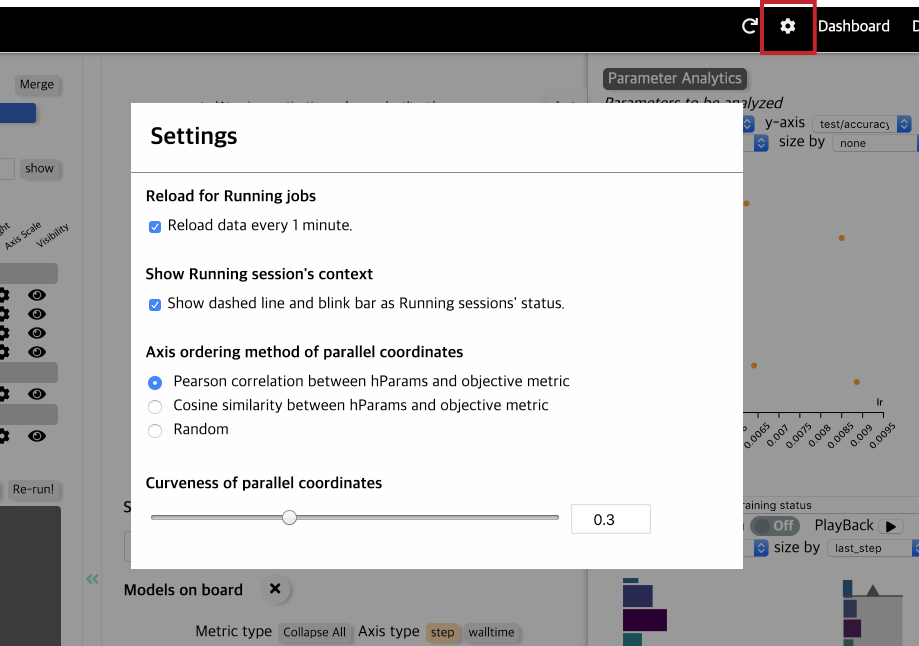 Dashboard
Merge
Parameter Analytics
Parameters to be analyzed
y-axis test/accuracy
size by none
show
Axis Scale
Visibility
Settings
Reload for Running jobs
Reload data every 1 minute.
Show Running session's context
Show dashed line and blink bar as Running sessions' status.
Axis ordering method of parallel coordinates
Pearson correlation between hParams and objective metric
Cosine similarity between hParams and objective metric
Random
Curveness of parallel coordinates
0.3
lr
0.0065 0.007 0.0075 0.008 0.0085 0.009 0.0095
Re-run!
raining status
Off PlayBack
size by last_step
Models on board
Metric type Collapse All Axis type step walltime